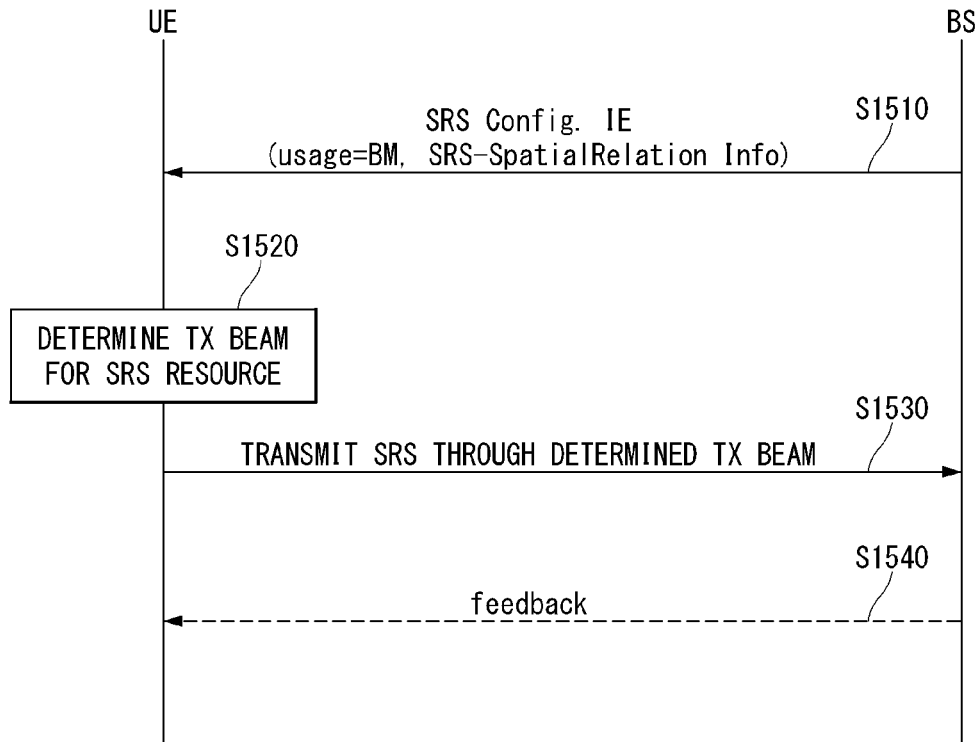 UE
BS
S1510
SRS Config. IE
(usage=BM, SRS-SpatialRelation Info)
S1520
DETERMINE TX BEAM
FOR SRS RESOURCE
S1530
TRANSMIT SRS THROUGH DETERMINED TX BEAM
S1540
feedback